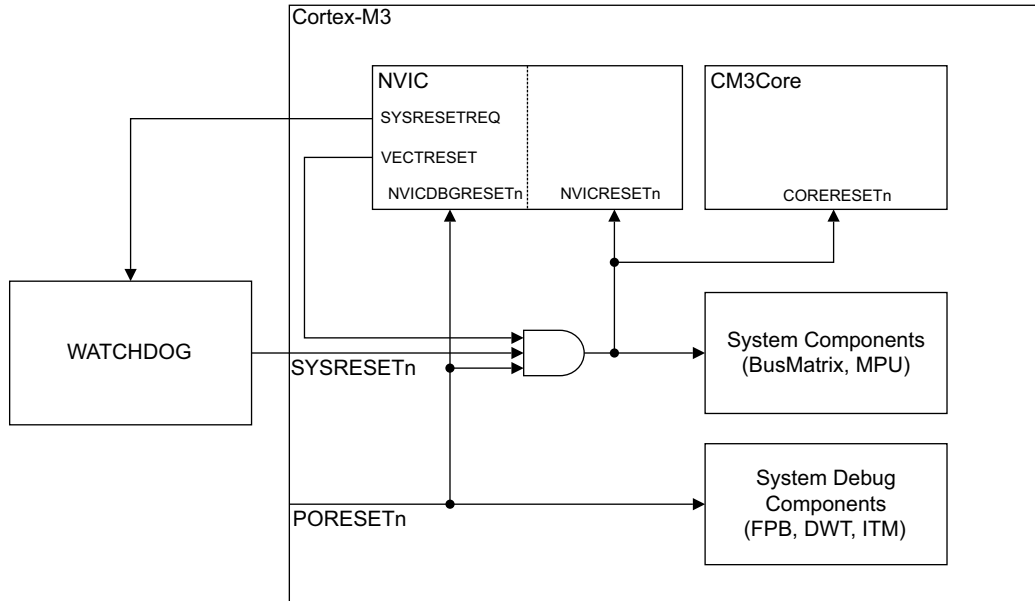 Cortex-M3
NVIC
CM3Core
SYSRESETREQ
VECTRESET
NVICDBGRESETn
NVICRESETn
CORERESETn
WATCHDOG
SYSRESETn
System Components
(BusMatrix, MPU)
PORESETn
System Debug
Components
(FPB, DWT, ITM)